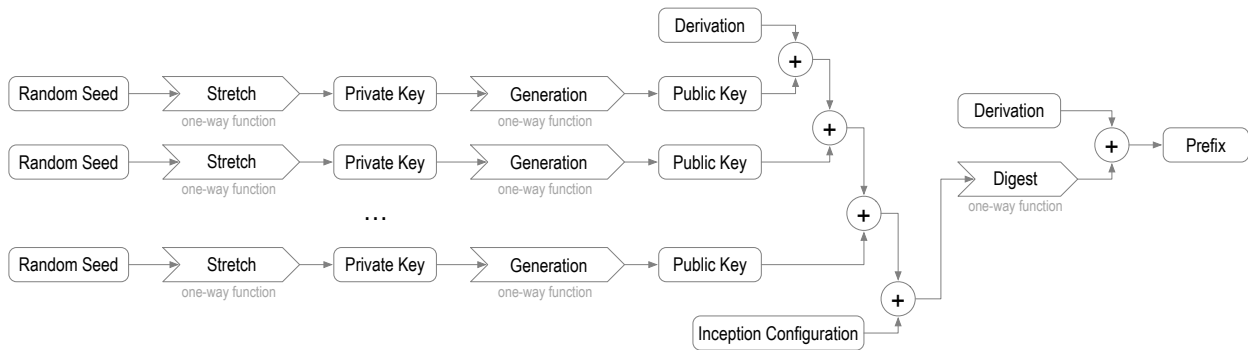 Derivation
+
Random Seed Stretch Private Key Generation Public Key
one-way function one-way function
Derivation
+
Random Seed Stretch Private Key Generation Public Key
+ Prefix
one-way function one-way function
Digest
one-way function
…
+
Random Seed Stretch Private Key Generation Public Key
one-way function one-way function
+
Inception Configuration